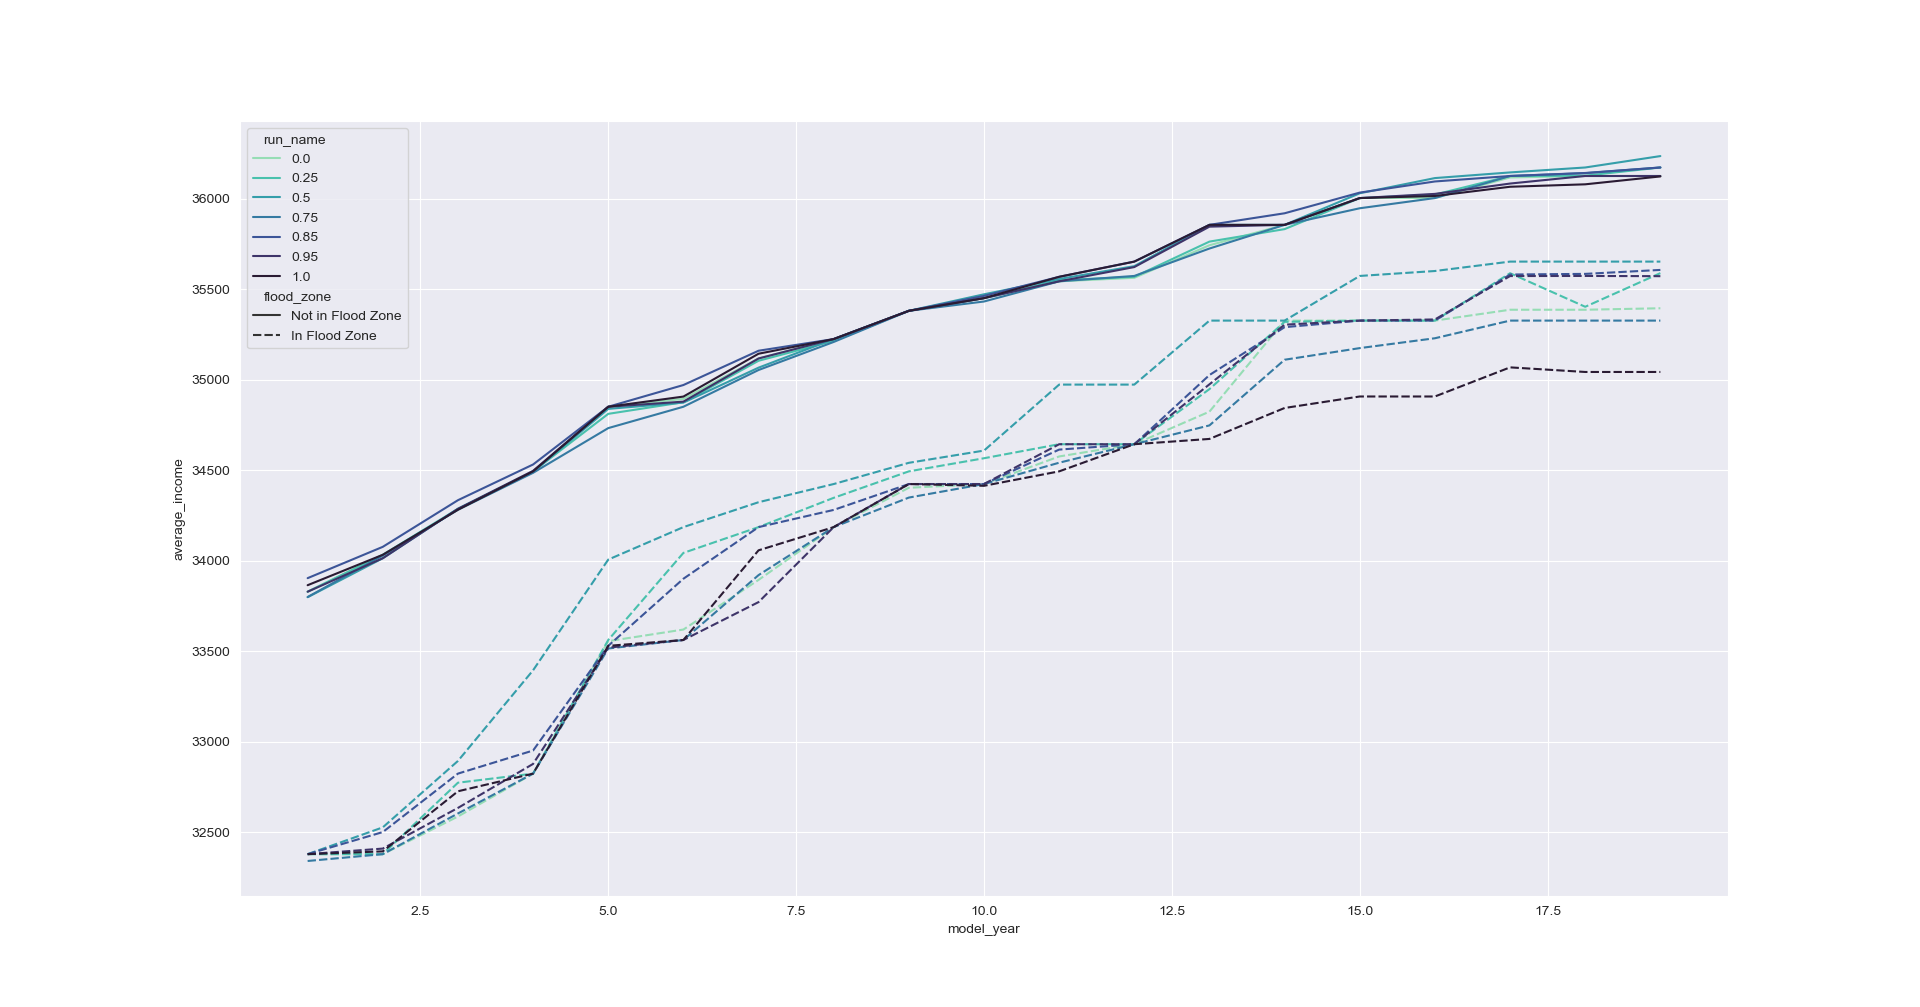 run_name
0.0
0.25
0.5
0.75
0.85
0.95
1.0
flood_zone
Not in Flood Zone
In Flood Zone
36000
35500
35000
34500
34000
33500
33000
32500
average_income
2.5 5.0 7.5 10.0 12.5 15.0 17.5
model_year